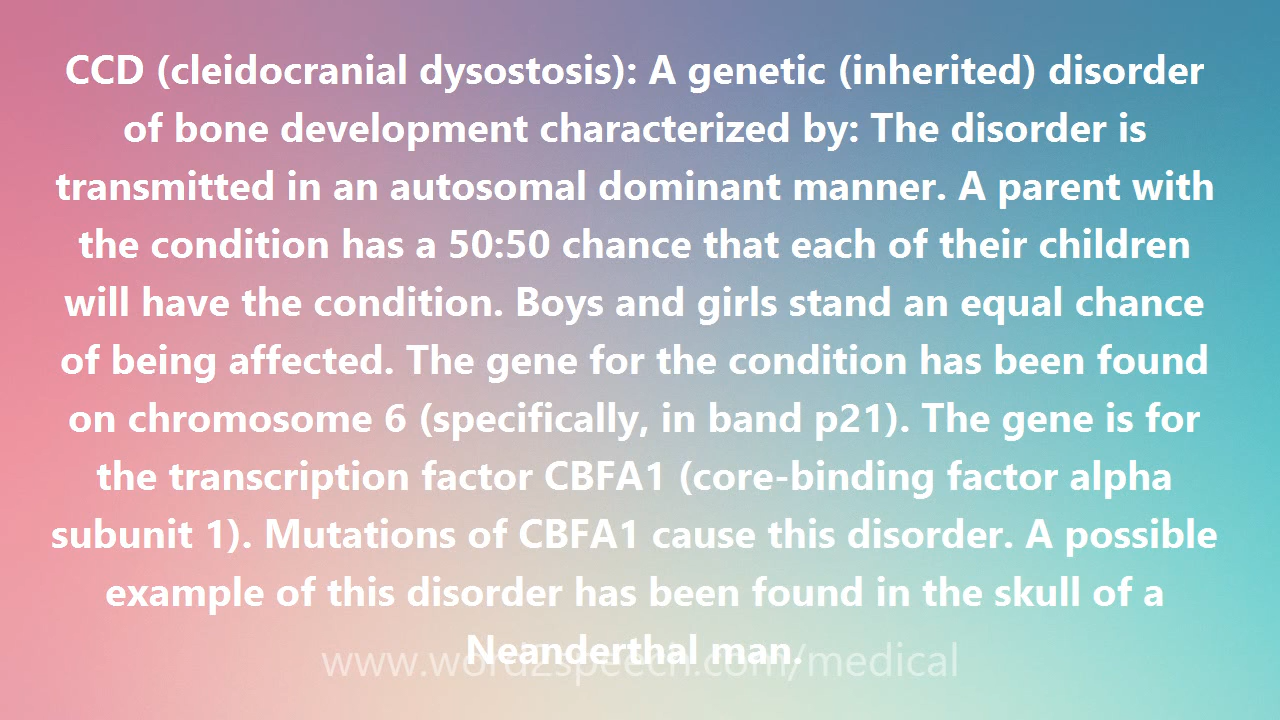 CCD (cleidocranial dysostosis): A genetic (inherited) disorder
of bone development characterized by: The disorder is
transmitted in an autosomal dominant manner. A parent with
the condition has a 50:50 chance that each of their children
will have the condition. Boys and girls stand an equal chance
of being affected. The gene for the condition has been found
on chromosome 6 (specifically, in band p21). The gene is for
the transcription factor CBFA1 (core-binding factor alpha
subunit 1). Mutations of CBFA1 cause this disorder. A possible
example of this disorder has been found in the skull of a
Neanderthal man.
www.word2speech.com/medical